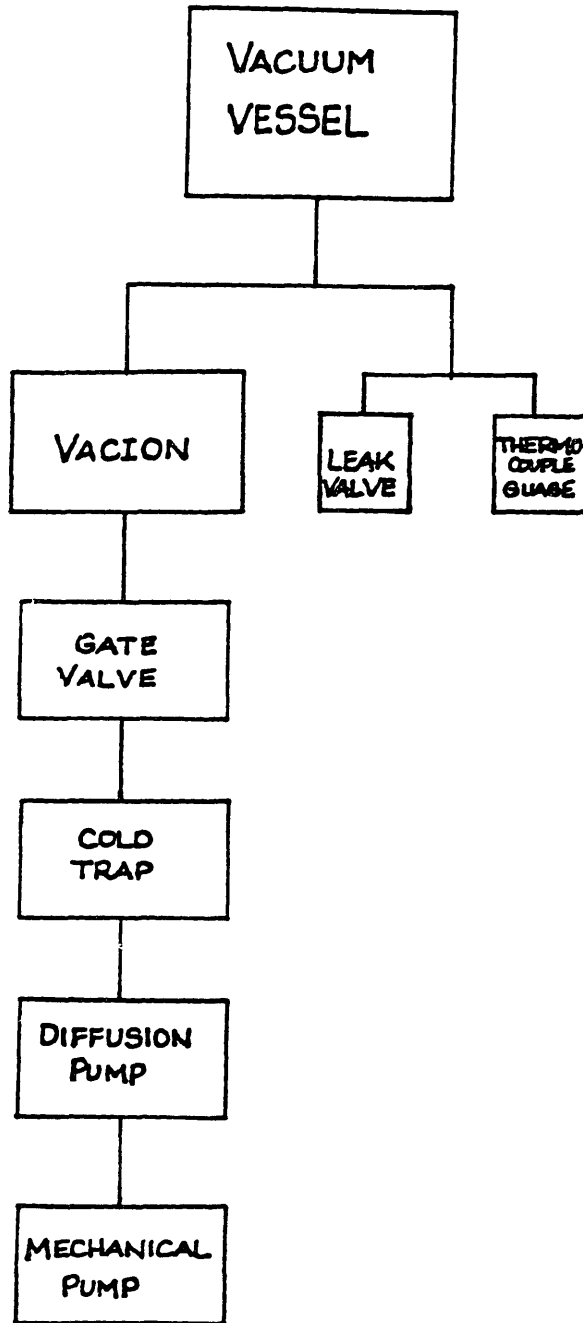 VACUUM
VESSEL
VACION
LEAK
VALVE
THERMO
COUPLE
GUAGE
GATE
VALVE
COLD
TRAP
DIFFUSION
PUMP
MECHANICAL
PUMP